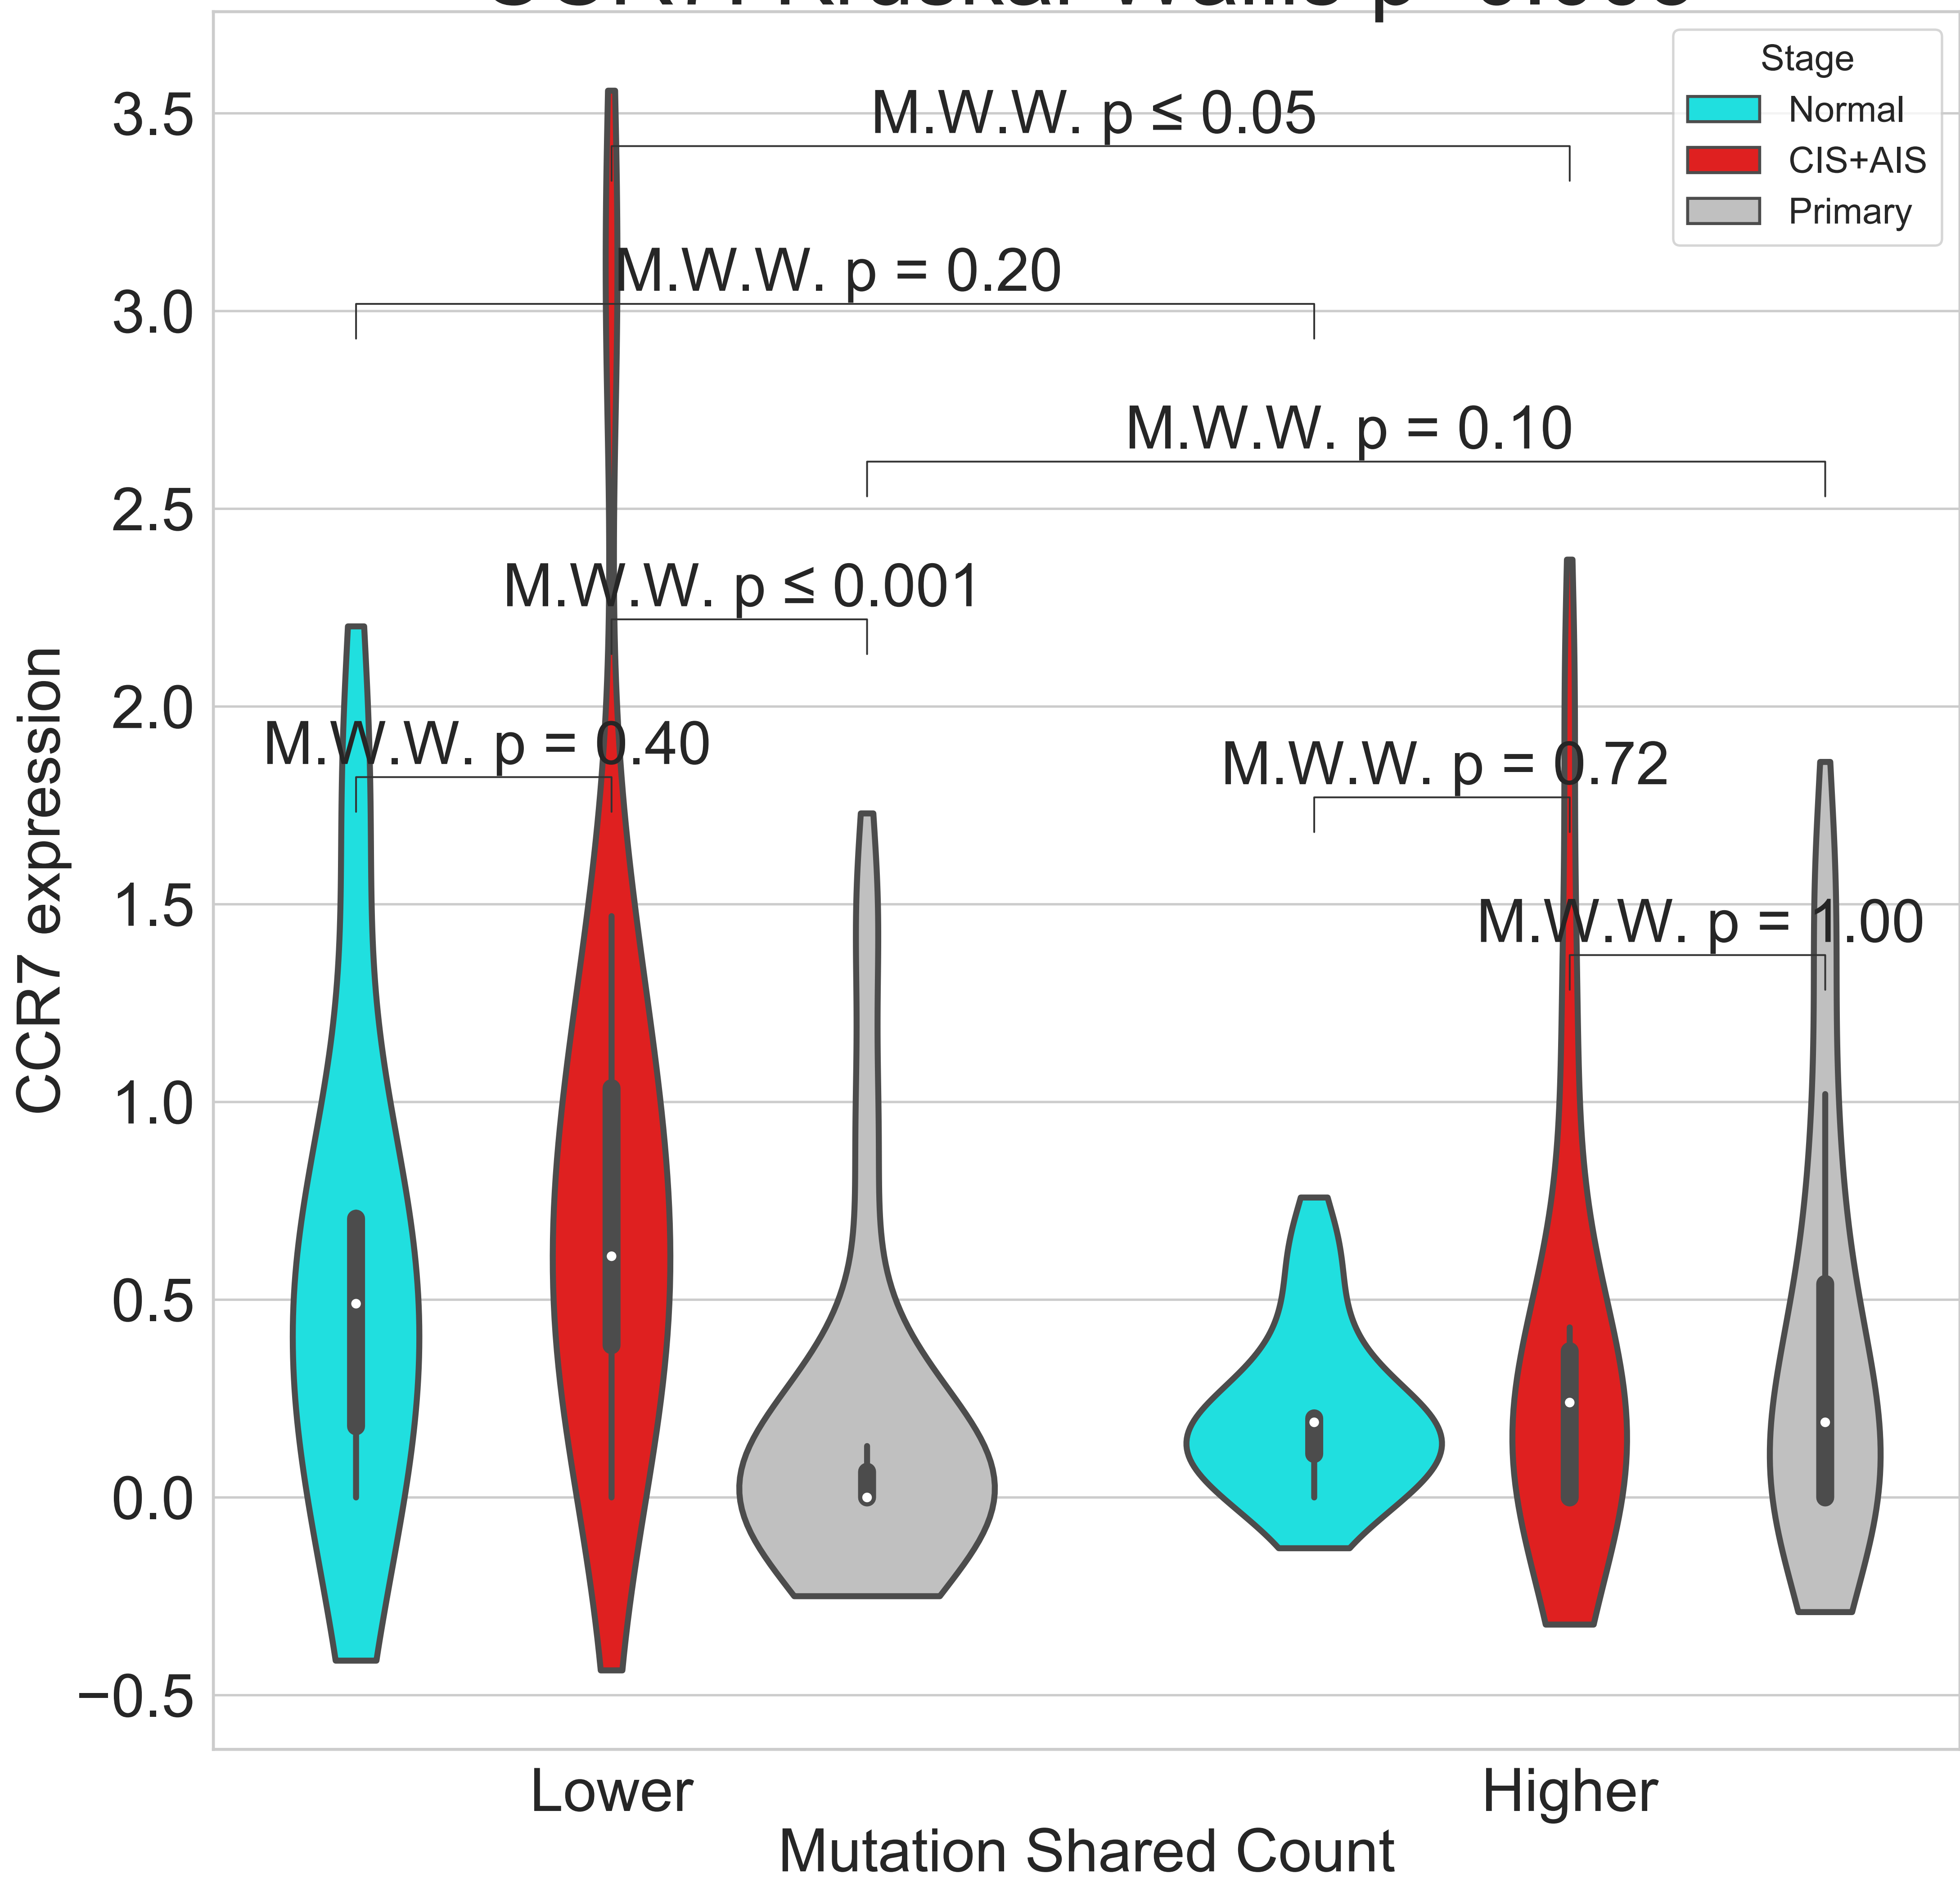 Stage
Normal
CIS+AIS
Primary
3.5
3.0
2.5
2.0
1.5
1.0
0.5
0.0
−0.5
CCR7 expression
M.W.W. p ≤ 0.05
M.W.W. p = 0.20
M.W.W. p = 0.10
M.W.W. p ≤ 0.001
M.W.W. p = 0.40
M.W.W. p = 0.72
M.W.W. p = 1.00
Lower
Higher
Mutation Shared Count